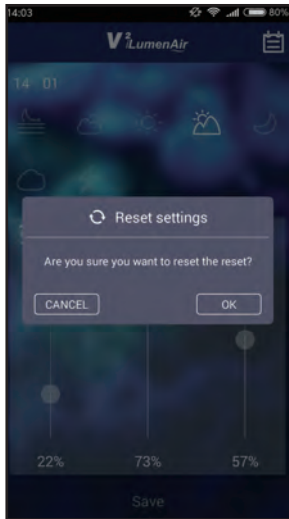 14:03 80%
V² iLumenAir
14 01
Reset settings
Are you sure you want to reset the reset?
CANCEL OK
22% 73% 57%
Save